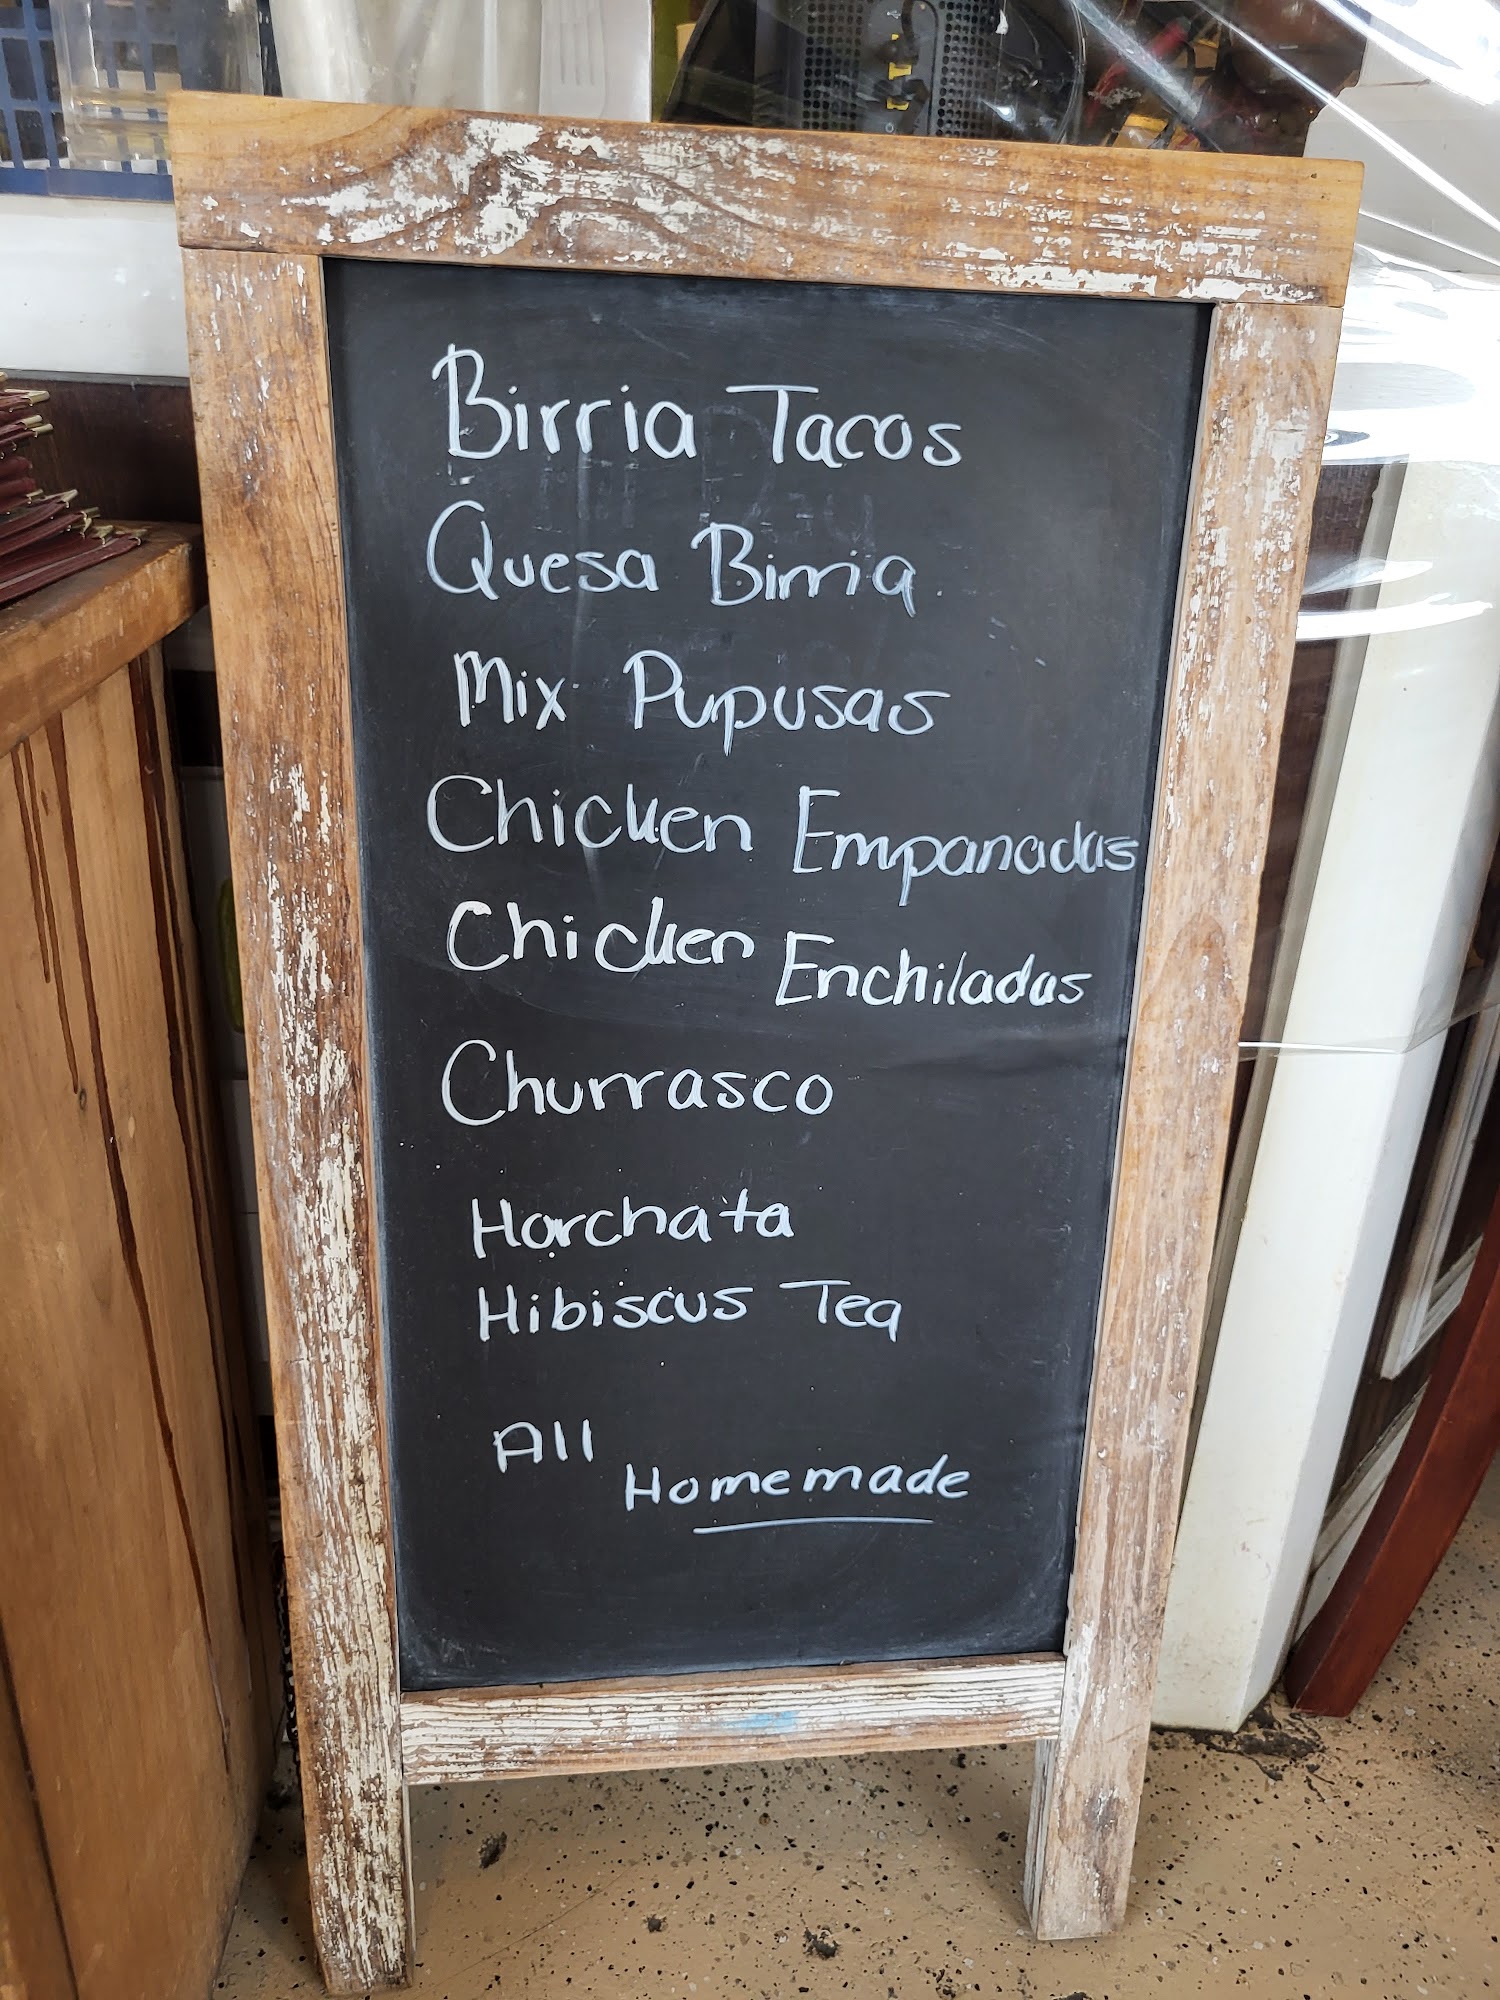 Birria Tacos
Quesa Birria
Mix Pupusas
Chicken Empanadas
Chicken Enchiladas
Churrasco
Horchata
Hibiscus Tea
All Homemade